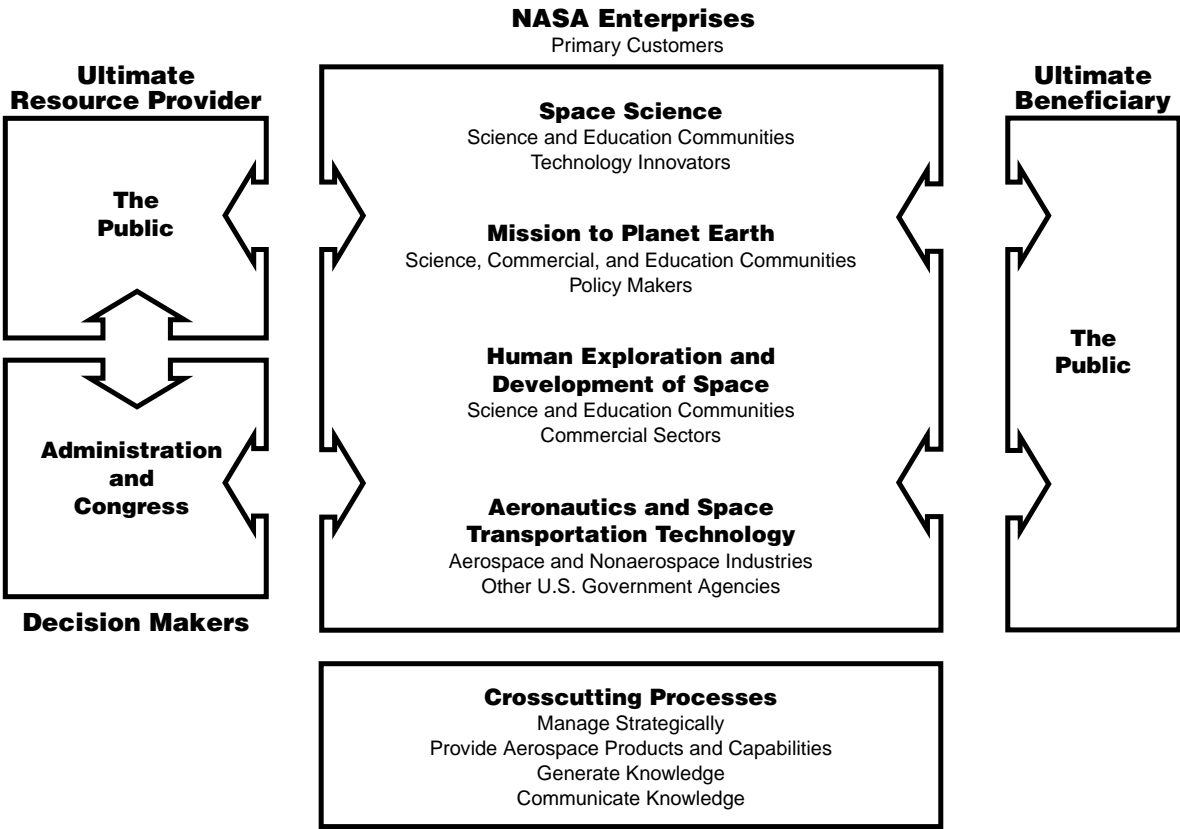 NASA Enterprises
Primary Customers
Ultimate
Resource Provider
The
Public
Administration
and
Congress
Decision Makers
Space Science
Science and Education Communities
Technology Innovators
Mission to Planet Earth
Science, Commercial, and Education Communities
Policy Makers
Human Exploration and
Development of Space
Science and Education Communities
Commercial Sectors
Aeronautics and Space
Transportation Technology
Aerospace and Nonaerospace Industries
Other U.S. Government Agencies
Ultimate
Beneficiary
The
Public
Crosscutting Processes
Manage Strategically
Provide Aerospace Products and Capabilities
Generate Knowledge
Communicate Knowledge